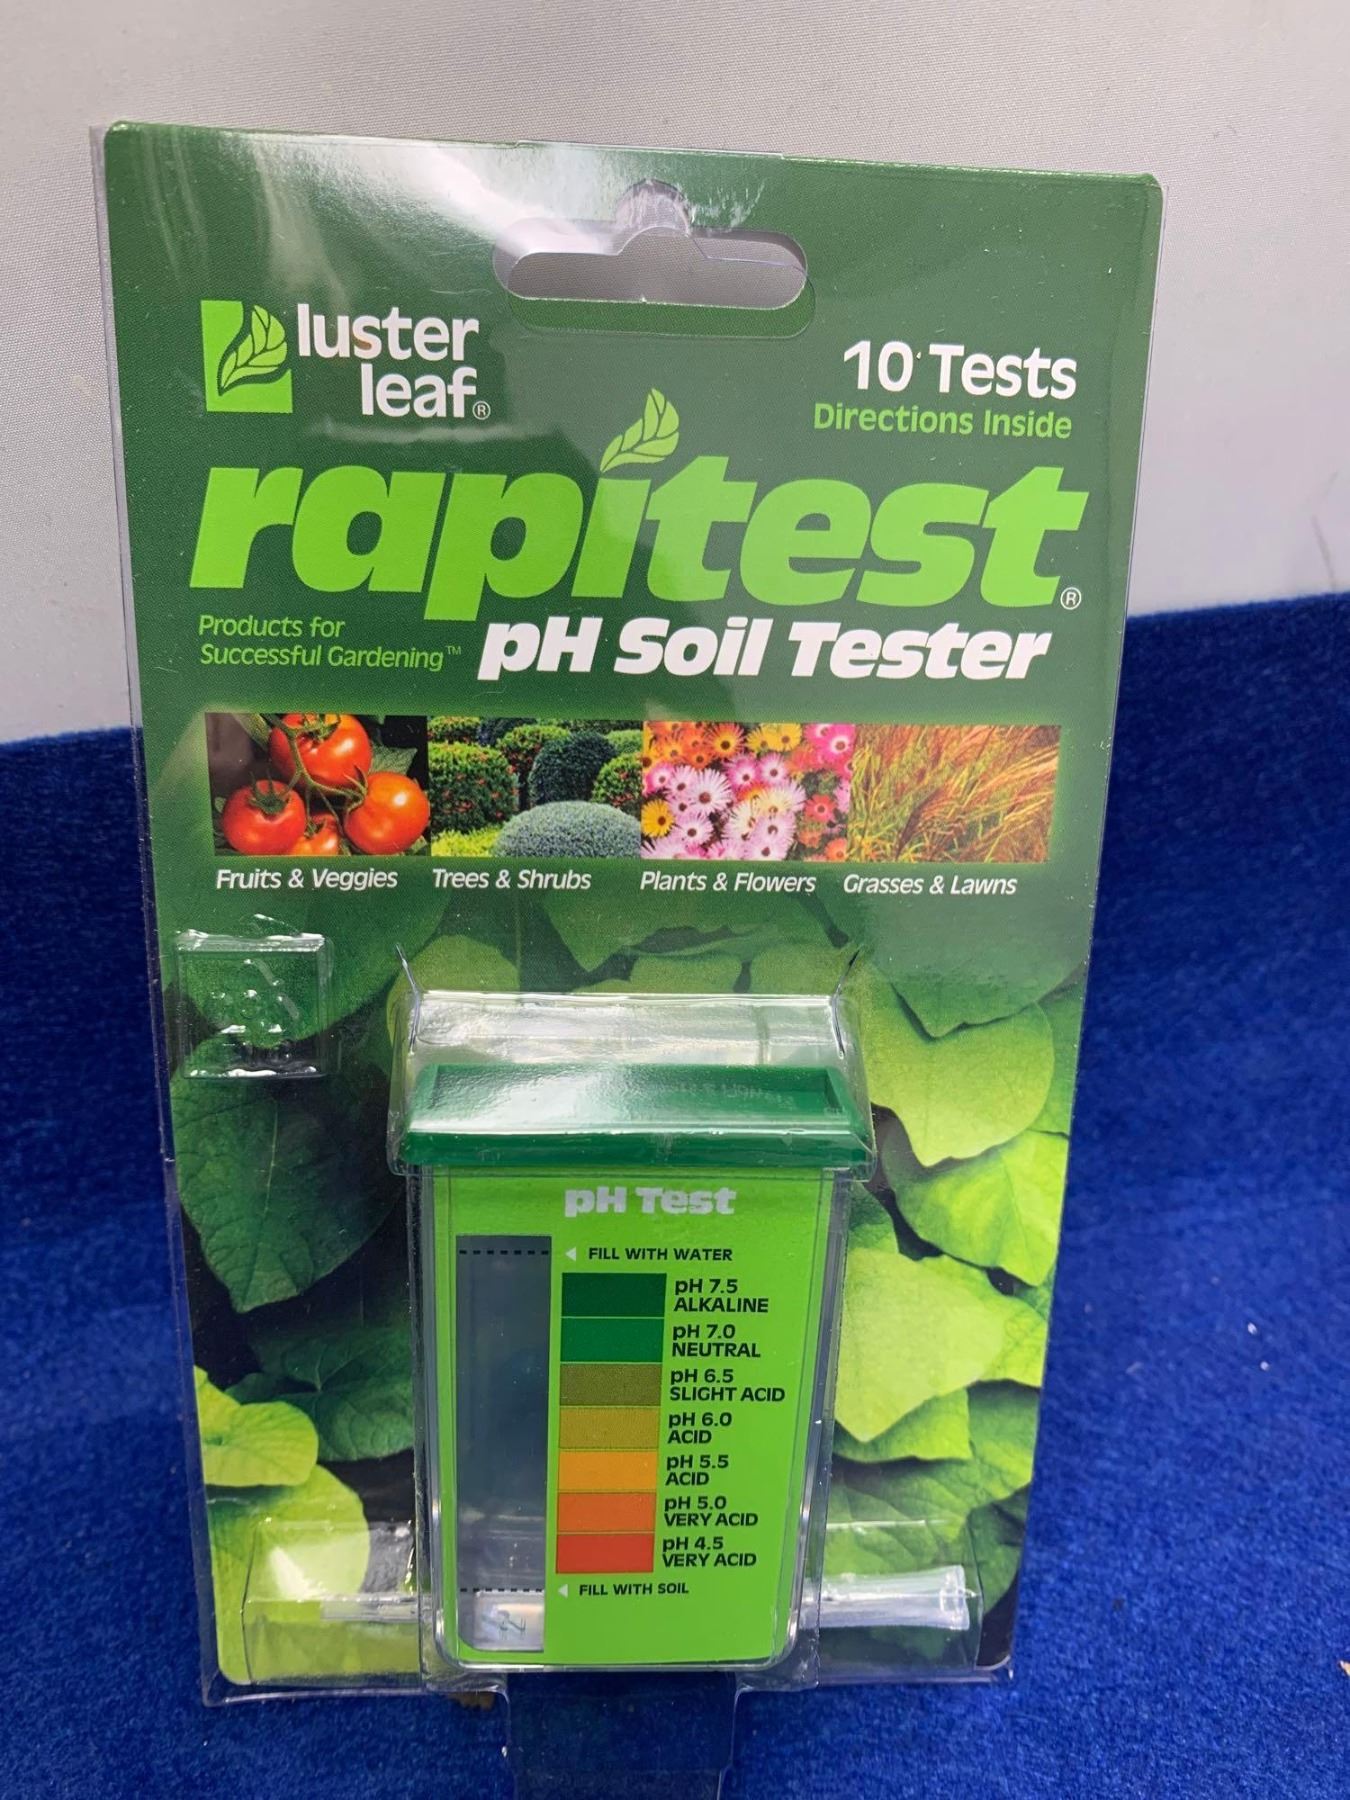 luster
leaf®
10 Tests
Directions Inside
rapitest®
Products for
Successful Gardening™
pH Soil Tester
Fruits & Veggies
Trees & Shrubs
Plants & Flowers
Grasses & Lawns
pH Test
FILL WITH WATER
pH 7.5
ALKALINE
pH 7.0
NEUTRAL
pH 6.5
SLIGHT ACID
pH 6.0
ACID
pH 5.5
ACID
pH 5.0
VERY ACID
pH 4.5
VERY ACID
FILL WITH SOIL